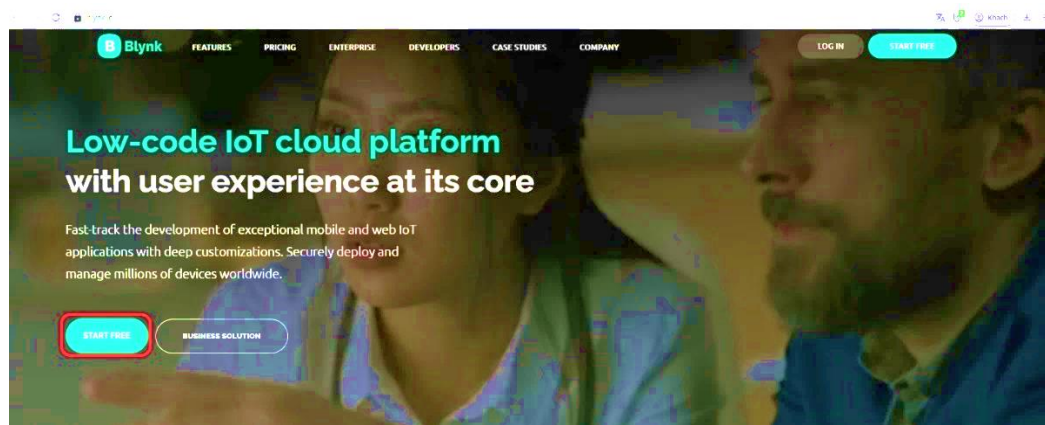 Khách
B Blynk FEATURES PRICING ENTERPRISE DEVELOPERS CASE STUDIES COMPANY LOG IN START FREE
Low-code IoT cloud platform
with user experience at its core
Fast-track the development of exceptional mobile and web IoT
applications with deep customizations. Securely deploy and
manage millions of devices worldwide.
START FREE BUSINESS SOLUTION